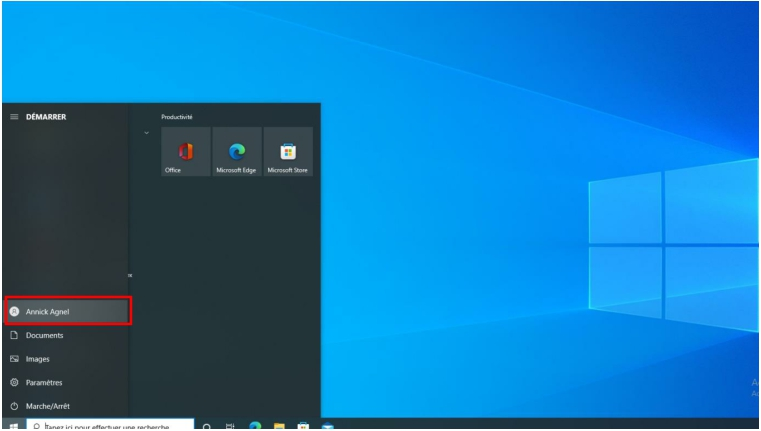 DÉMARRER
Productivité
Office
Microsoft Edge
Microsoft Store
Annick Agnel
Documents
Images
Paramètres
Marche/Arrêt
Tapez ici pour effectuer une recherche